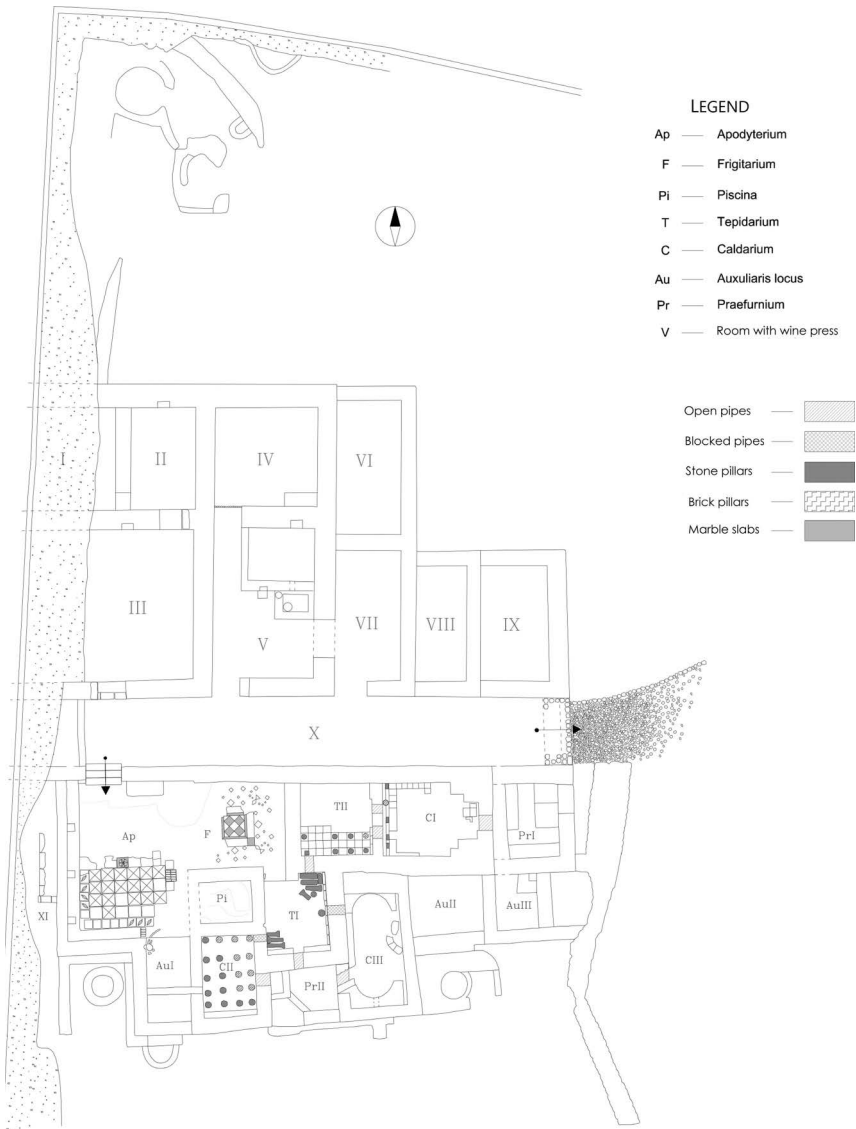 LEGEND
Ap — Apodyterium
F — Frigitarium
Pi — Piscina
T — Tepidarium
C — Caldarium
Au — Auxuliaris locus
Pr — Praefurnium
V — Room with wine press
Open pipes —
Blocked pipes —
Stone pillars —
Brick pillars —
Marble slabs —
I
II
IV
VI
III
V
VII
VIII
IX
X
Ap
F
TII
CI
PrI
XI
Pi
TI
AuII
AuIII
AuI
CII
PrII
CIII